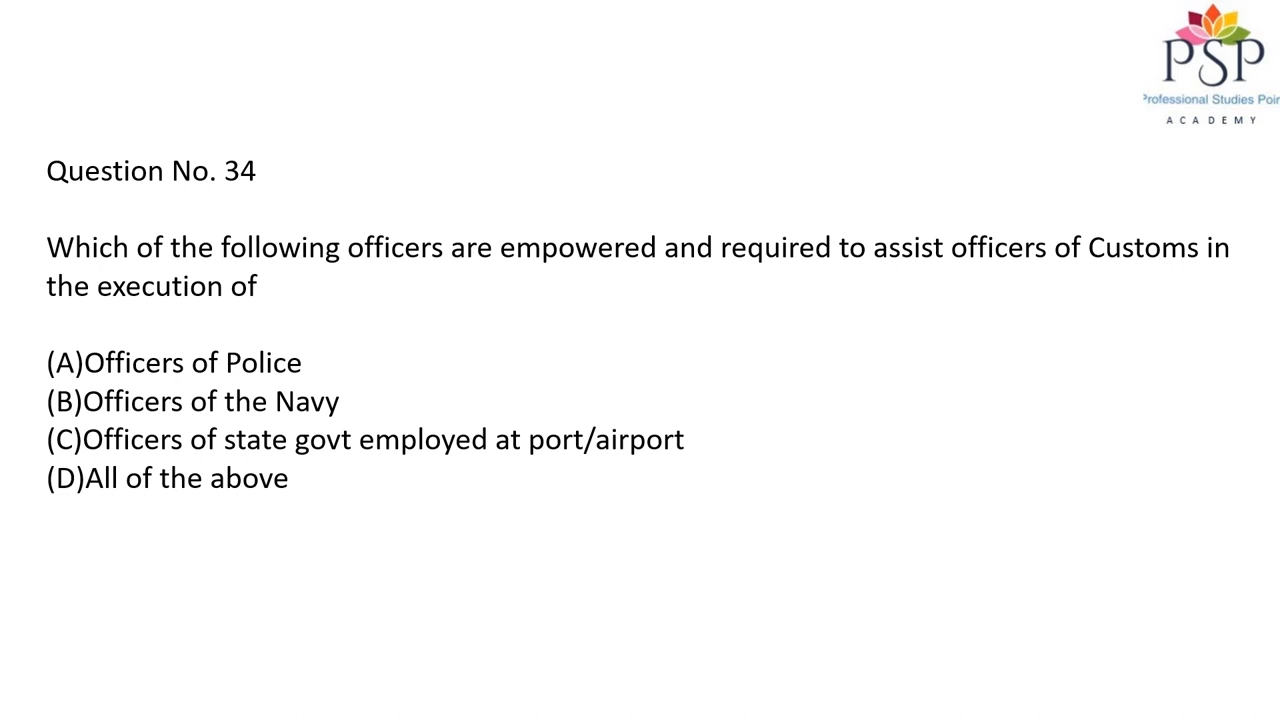 PSP
Professional Studies Poin
ACADEMY
Question No. 34
Which of the following officers are empowered and required to assist officers of Customs in
the execution of
(A)Officers of Police
(B)Officers of the Navy
(C)Officers of state govt employed at port/airport
(D)All of the above